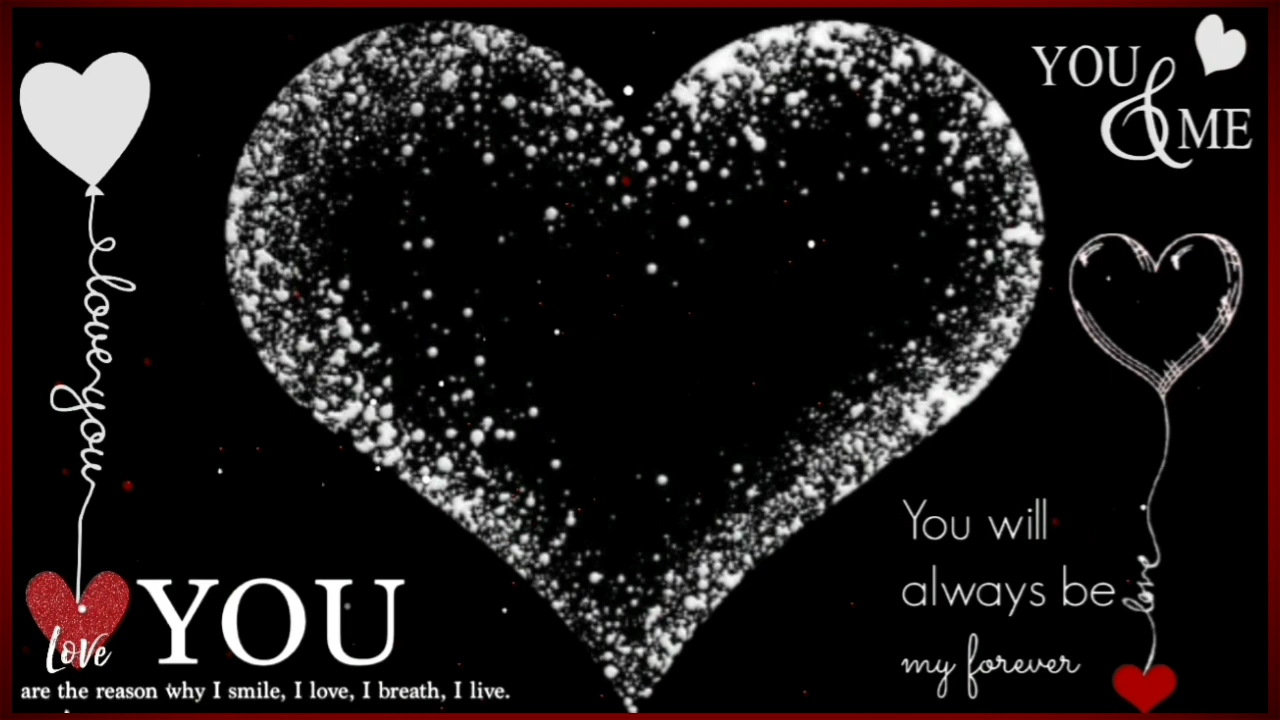 love you
Love
YOU
are the reason why I smile, I love, I breath, I live.
YOU
&
ME
You will
always be
my forever
love